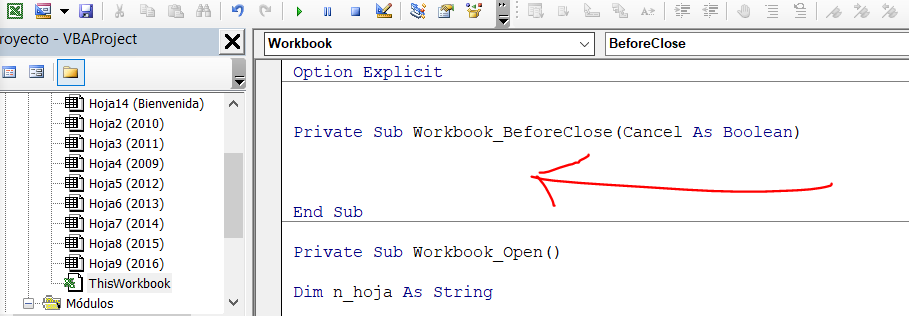 royecto - VBAProject
Hoja14 (Bienvenida)
Hoja2 (2010)
Hoja3 (2011)
Hoja4 (2009)
Hoja5 (2012)
Hoja6 (2013)
Hoja7 (2014)
Hoja8 (2015)
Hoja9 (2016)
ThisWorkbook
Módulos
Workbook
BeforeClose
Option Explicit
Private Sub Workbook_BeforeClose(Cancel As Boolean)
End Sub
Private Sub Workbook_Open()
Dim n_hoja As String